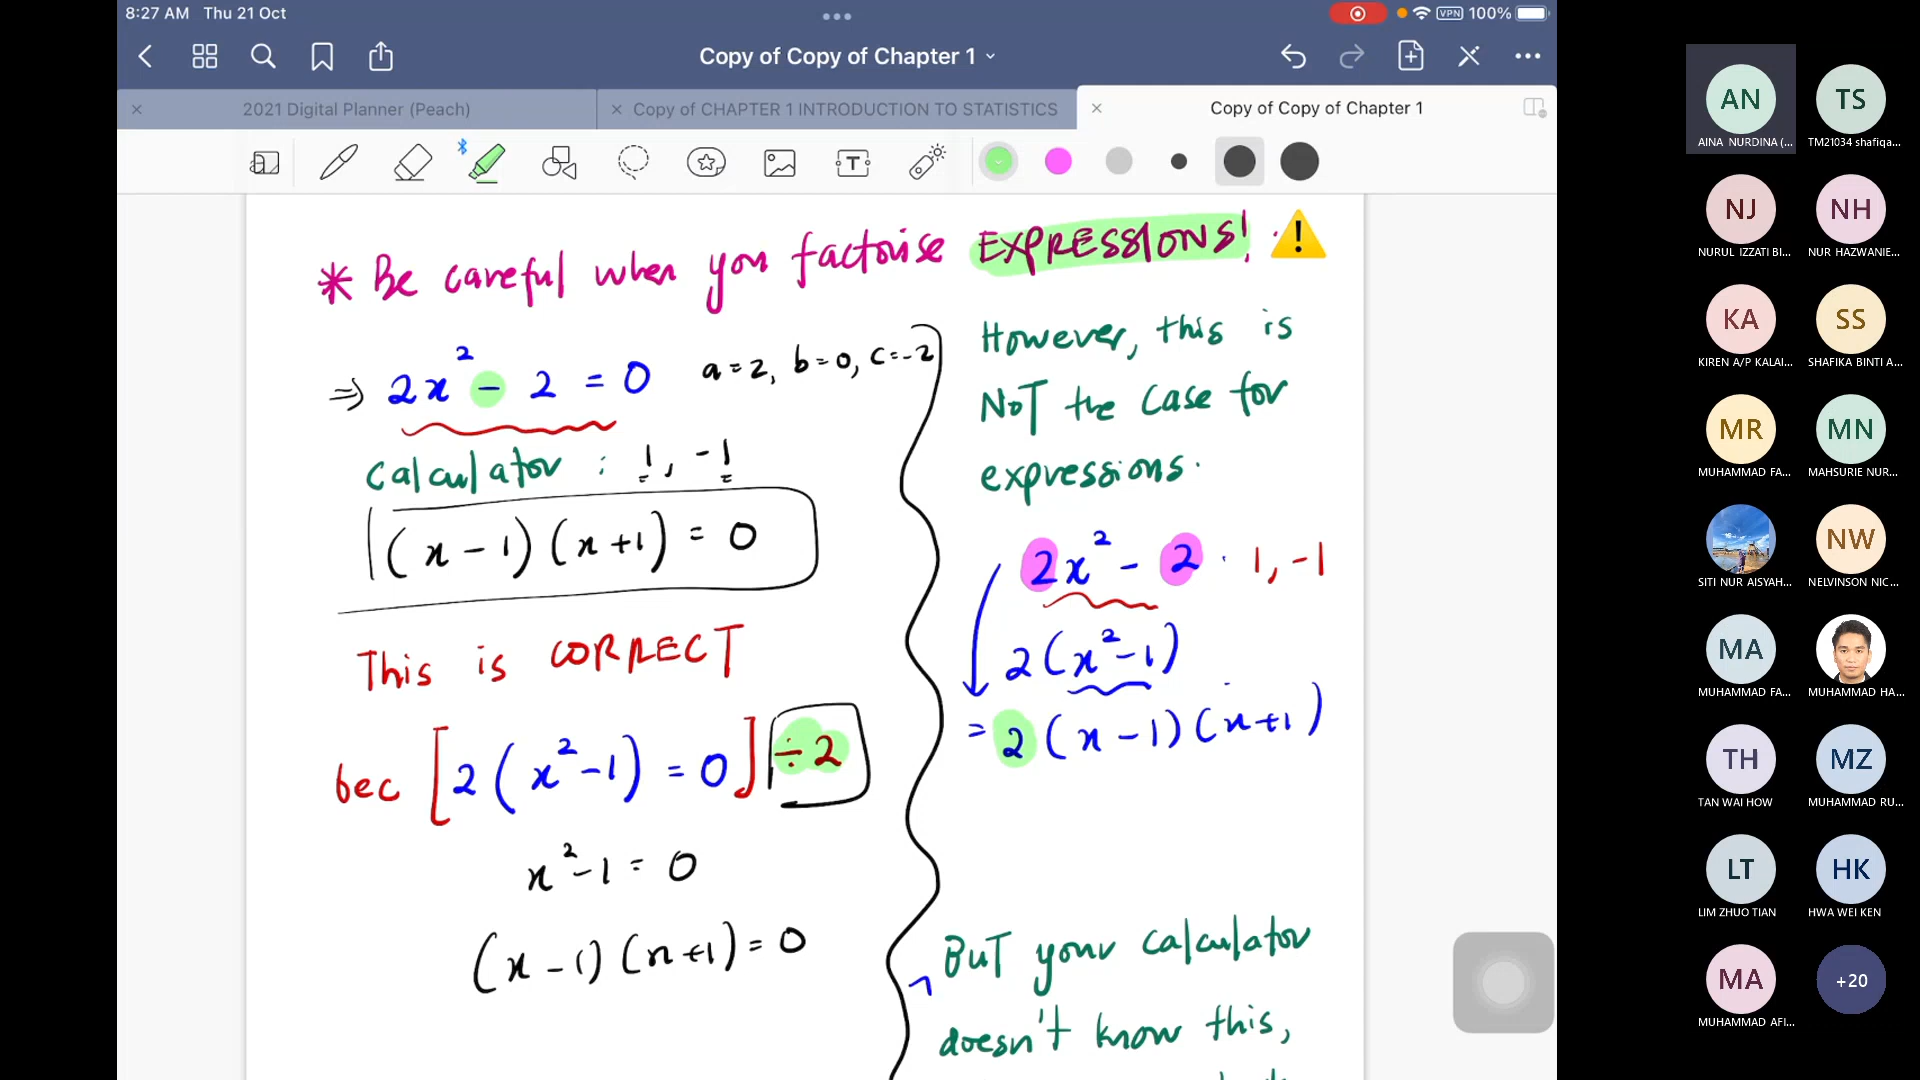 8:27 AM Thu 21 Oct
VPN 100%
Copy of Copy of Chapter 1
2021 Digital Planner (Peach)
Copy of CHAPTER 1 INTRODUCTION TO STATISTICS
Copy of Copy of Chapter 1
* Be careful when you factorise EXPRESSIONS!
⇒ 2x² - 2 = 0 a = 2, b = 0, c = -2
calculator : 1, -1
(x - 1)(x + 1) = 0
This is CORRECT
bec [2(x² - 1) = 0] ÷ 2
x² - 1 = 0
(x - 1)(x + 1) = 0
However, this is
NOT the case for
expressions.
2x² - 2 . 1, -1
2(x² - 1)
= 2(x - 1)(x + 1)
BUT your calculator
doesn't know this,
AN
AINA NURDINA (...
TS
TM21034 shafiqa...
NJ
NURUL IZZATI BI...
NH
NUR HAZWANIE...
KA
KIREN A/P KALAI...
SS
SHAFIKA BINTI A...
MR
MUHAMMAD FA...
MN
MAHSURIE NUR...
SITI NUR AISYAH...
NW
NELVINSON NIC...
MA
MUHAMMAD FA...
MUHAMMAD HA...
TH
TAN WAI HOW
MZ
MUHAMMAD RU...
LT
LIM ZHUO TIAN
HK
HWA WEI KEN
MA
MUHAMMAD AFI...
+20